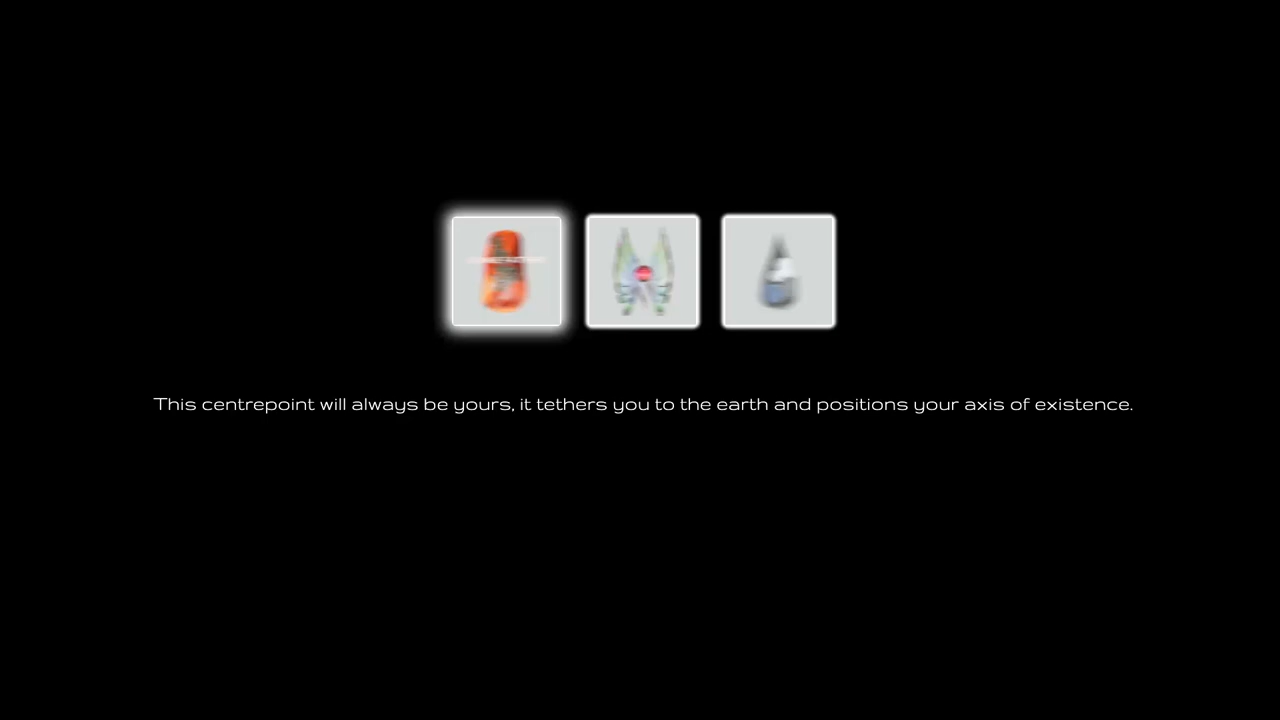 This centrepoint will always be yours, it tethers you to the earth and positions your axis of existence.